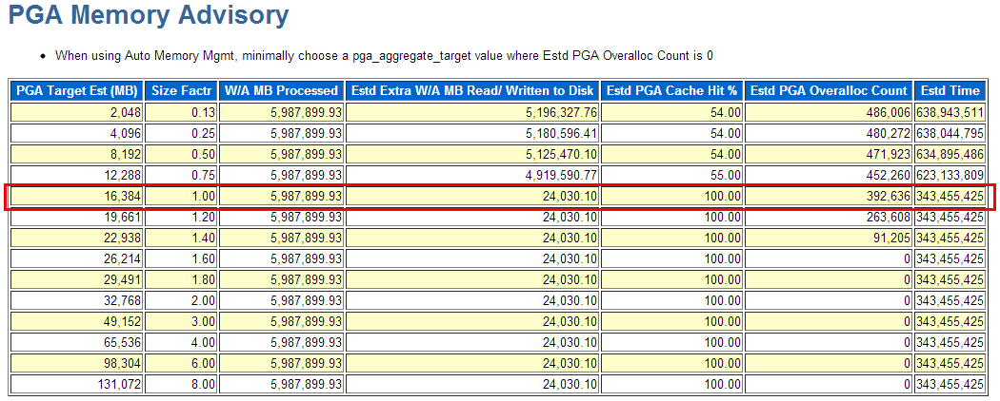 PGA Memory Advisory
• When using Auto Memory Mgmt, minimally choose a pga_aggregate_target value where Estd PGA Overalloc Count is 0
PGA Target Est (MB) Size Factr W/A MB Processed Estd Extra W/A MB Read/ Written to Disk Estd PGA Cache Hit % Estd PGA Overalloc Count Estd Time
2,048 0.13 5,987,899.93 5,196,327.76 54.00 486,006 638,943,511
4,096 0.25 5,987,899.93 5,180,596.41 54.00 480,272 638,044,795
8,192 0.50 5,987,899.93 5,125,470.10 54.00 471,923 634,895,486
12,288 0.75 5,987,899.93 4,919,590.77 55.00 452,260 623,133,809
16,384 1.00 5,987,899.93 24,030.10 100.00 392,636 343,455,425
19,661 1.20 5,987,899.93 24,030.10 100.00 263,608 343,455,425
22,938 1.40 5,987,899.93 24,030.10 100.00 91,205 343,455,425
26,214 1.60 5,987,899.93 24,030.10 100.00 0 343,455,425
29,491 1.80 5,987,899.93 24,030.10 100.00 0 343,455,425
32,768 2.00 5,987,899.93 24,030.10 100.00 0 343,455,425
49,152 3.00 5,987,899.93 24,030.10 100.00 0 343,455,425
65,536 4.00 5,987,899.93 24,030.10 100.00 0 343,455,425
98,304 6.00 5,987,899.93 24,030.10 100.00 0 343,455,425
131,072 8.00 5,987,899.93 24,030.10 100.00 0 343,455,425